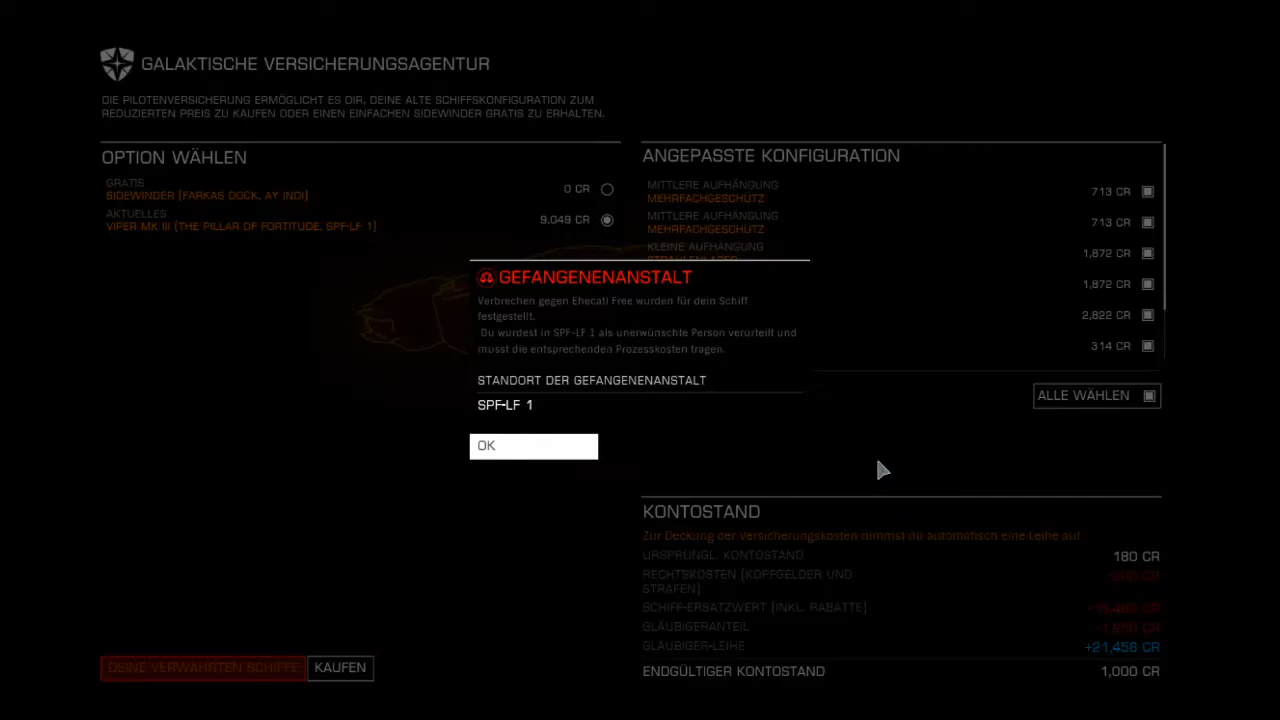 GALAKTISCHE VERSICHERUNGSAGENTUR
DIE PILOTENVERSICHERUNG ERMÖGLICHT ES DIR, DEINE ALTE SCHIFFSKONFIGURATION ZUM
REDUZIERTEN PREIS ZU KAUFEN ODER EINEN EINFACHEN SIDEWINDER GRATIS ZU ERHALTEN.
OPTION WÄHLEN
GRATIS
SIDEWINDER (FARKAS DOCK, AY INDI)
0 CR
AKTUELLES
VIPER MK III (THE PILLAR OF FORTITUDE, SPF-LF 1)
9.049 CR
ANGEPASSTE KONFIGURATION
MITTLERE AUFHÄNGUNG
MEHRFACHGESCHÜTZ
713 CR
MITTLERE AUFHÄNGUNG
MEHRFACHGESCHÜTZ
713 CR
KLEINE AUFHÄNGUNG
STRAHLENLASER
1,872 CR
1,872 CR
2,822 CR
314 CR
ALLE WÄHLEN
GEFANGENENANSTALT
Verbrechen gegen Ehecatl Free wurden für dein Schiff
festgestellt.
Du wurdest in SPF-LF 1 als unerwünschte Person verurteilt und
musst die entsprechenden Prozesskosten tragen.
STANDORT DER GEFANGENENANSTALT
SPF-LF 1
OK
KONTOSTAND
Zur Deckung der Versicherungskosten nimmst du automatisch eine Leihe auf
URSPRÜNGL. KONTOSTAND
180 CR
RECHTSKOSTEN (KOPFGELDER UND
STRAFEN)
CR
SCHIFF-ERSATZWERT (INKL. RABATTE)
CR
GLÄUBIGERANTEIL
CR
GLÄUBIGER-LEIHE
+21,456 CR
ENDGÜLTIGER KONTOSTAND
1,000 CR
DEINE VERWAHRTEN SCHIFFE
KAUFEN